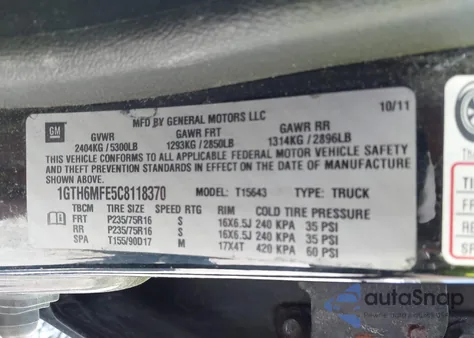 MFD BY GENERAL MOTORS LLC 10/11
GM
GVWR GAWR FRT GAWR RR
2404KG / 5300LB 1293KG / 2850LB 1314KG / 2896LB
THIS VEHICLE CONFORMS TO ALL APPLICABLE FEDERAL MOTOR VEHICLE SAFETY
AND THEFT PREVENTION STANDARDS IN EFFECT ON THE DATE OF MANUFACTURE
SHOWN ABOVE.
1GTH6MFE5C8118370 MODEL: T15643 TYPE: TRUCK
TBCM TIRE SIZE SPEED RTG RIM COLD TIRE PRESSURE
FRT P235/75R16 S 16X6.5J 240 KPA 35 PSI
RR P235/75R16 S 16X6.5J 240 KPA 35 PSI
SPA T155/90D17 M 17X4T 420 KPA 60 PSI
autoSnap